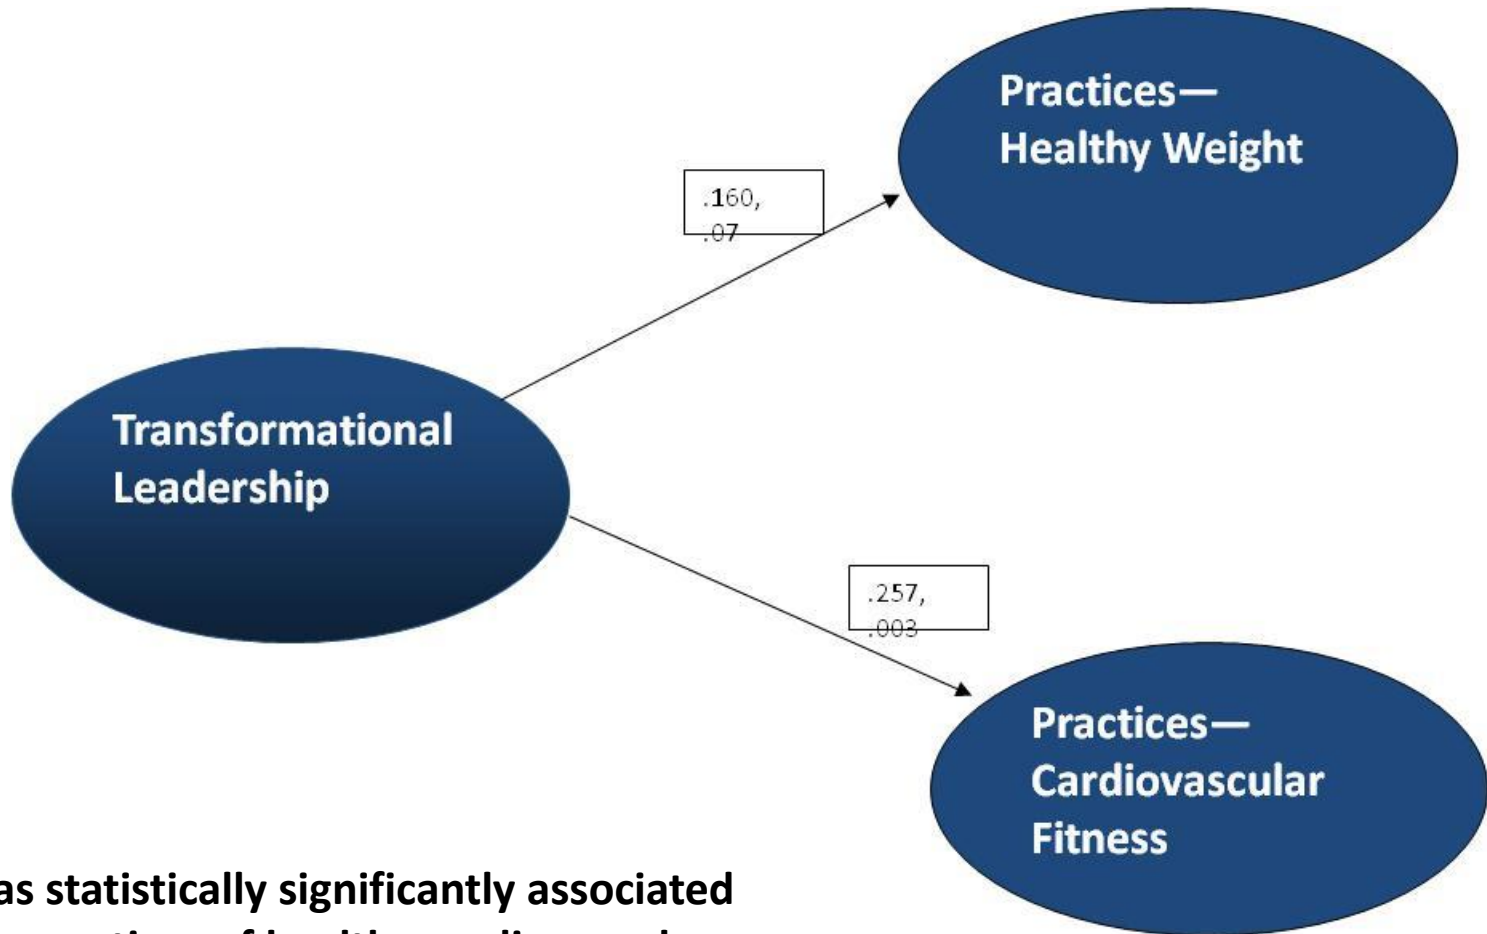 Practices—
Healthy Weight
.160,
.07
Transformational
Leadership
.257,
.003
Practices—
Cardiovascular
Fitness
as statistically significantly associated